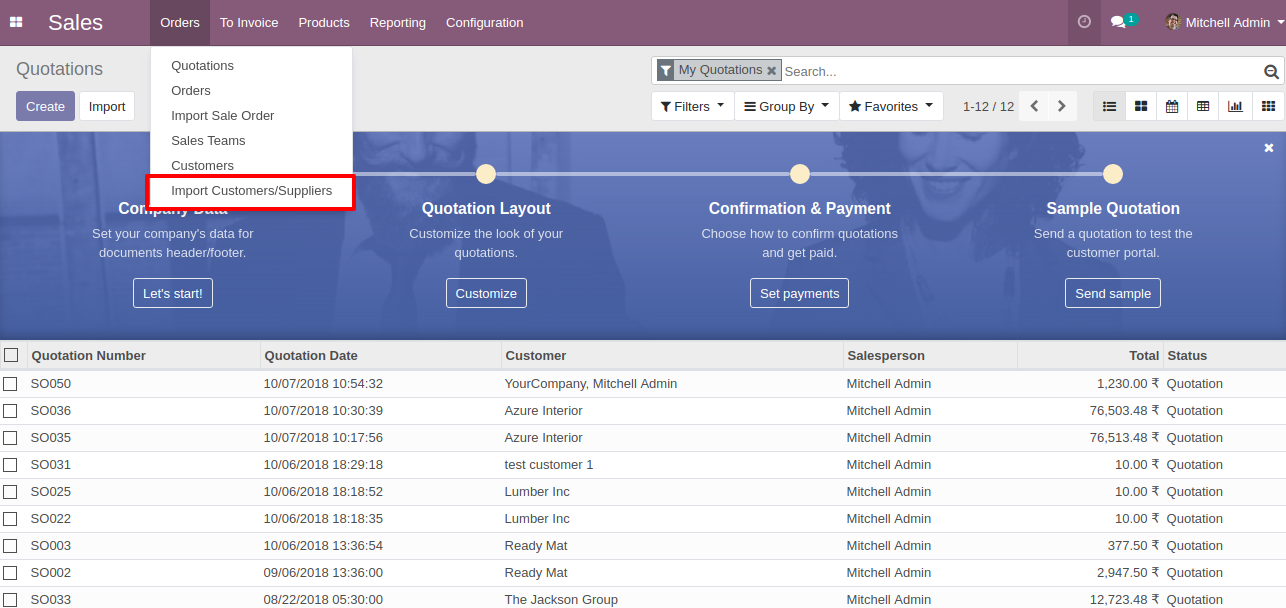 Sales Orders To Invoice Products Reporting Configuration 1 Mitchell Admin
Quotations
My Quotations Search...
Create Import
Filters Group By Favorites 1-12 / 12
Quotations
Orders
Import Sale Order
Sales Teams
Customers
Import Customers/Suppliers
Company Data
Set your company's data for
documents header/footer.
Let's start!
Quotation Layout
Customize the look of your
quotations.
Customize
Confirmation & Payment
Choose how to confirm quotations
and get paid.
Set payments
Sample Quotation
Send a quotation to test the
customer portal.
Send sample
Quotation Number Quotation Date Customer Salesperson Total Status
SO050 10/07/2018 10:54:32 YourCompany, Mitchell Admin Mitchell Admin 1,230.00 ₹ Quotation
SO036 10/07/2018 10:30:39 Azure Interior Mitchell Admin 76,503.48 ₹ Quotation
SO035 10/07/2018 10:17:56 Azure Interior Mitchell Admin 76,513.48 ₹ Quotation
SO031 10/06/2018 18:29:18 test customer 1 Mitchell Admin 10.00 ₹ Quotation
SO025 10/06/2018 18:18:52 Lumber Inc Mitchell Admin 10.00 ₹ Quotation
SO022 10/06/2018 18:18:35 Lumber Inc Mitchell Admin 10.00 ₹ Quotation
SO003 10/06/2018 13:36:54 Ready Mat Mitchell Admin 377.50 ₹ Quotation
SO002 09/06/2018 13:36:00 Ready Mat Mitchell Admin 2,947.50 ₹ Quotation
SO033 08/22/2018 05:30:00 The Jackson Group Mitchell Admin 12,723.48 ₹ Quotation